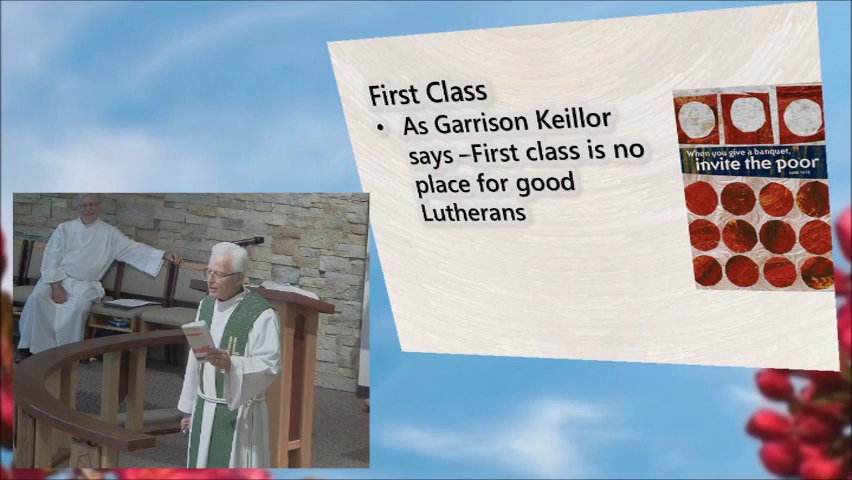 First Class
• As Garrison Keillor
says –First class is no
place for good
Lutherans
When you give a banquet,
invite the poor